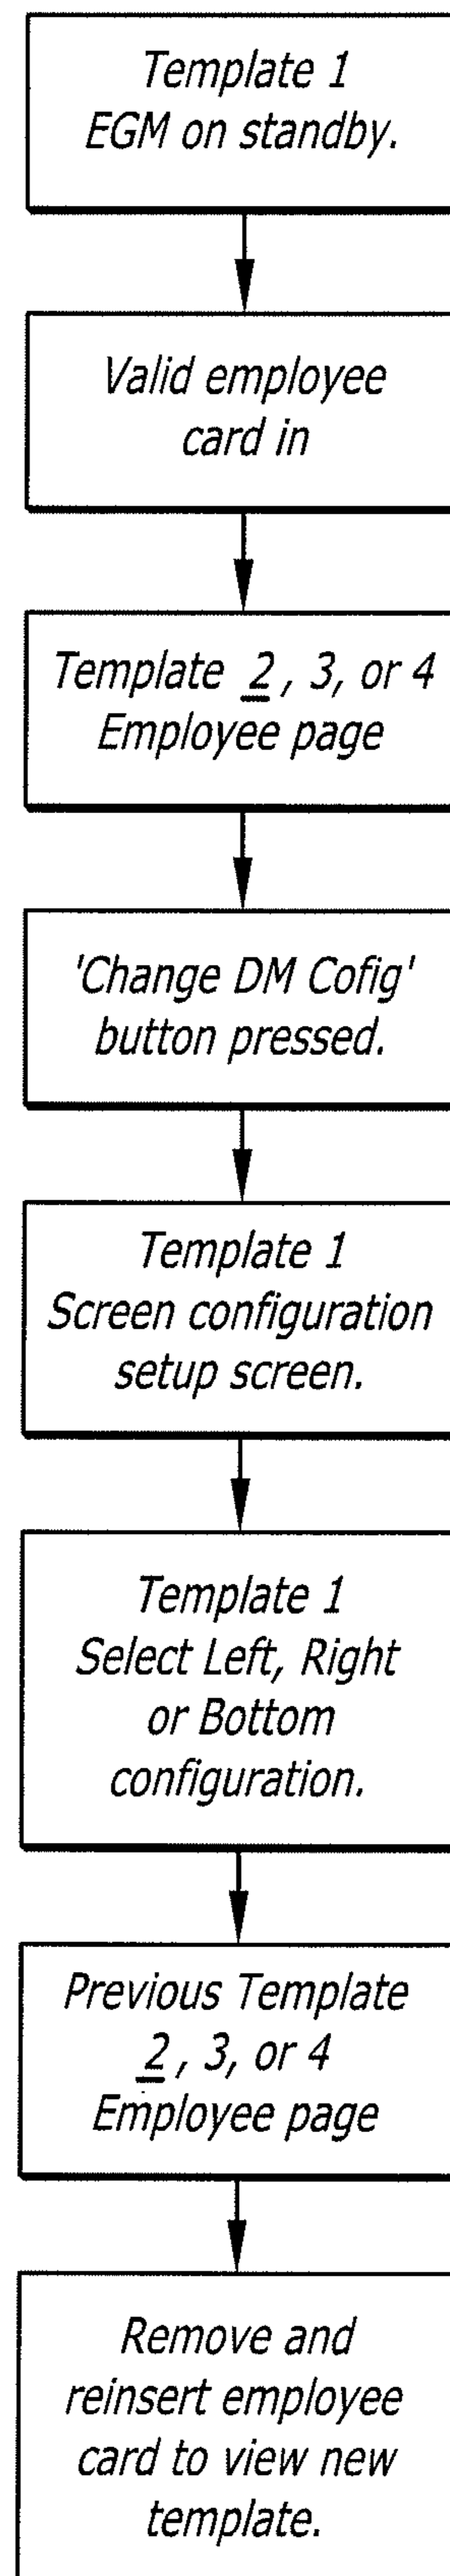 Template 1
EGM on standby.
Valid employee
card in
Template 2, 3, or 4
Employee page
'Change DM Cofig'
button pressed.
Template 1
Screen configuration
setup screen.
Template 1
Select Left, Right
or Bottom
configuration.
Previous Template
2, 3, or 4
Employee page
Remove and
reinsert employee
card to view new
template.